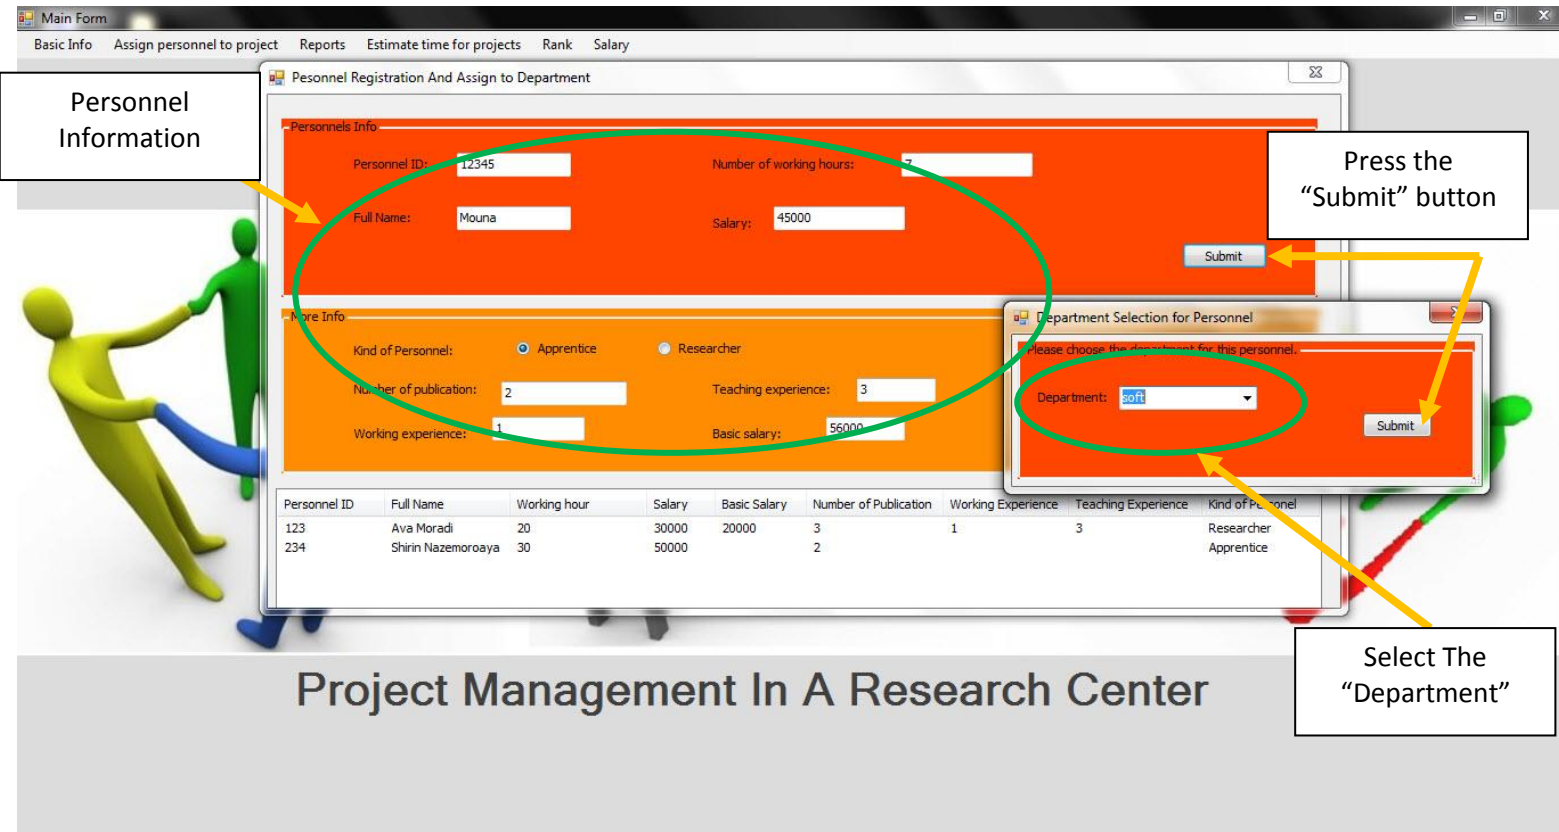 Main Form
Basic Info Assign personnel to project Reports Estimate time for projects Rank Salary
Pesonnel Registration And Assign to Department
Personnel
Information
Personnels Info
Personnel ID: 12345 Number of working hours: 7
Full Name: Mouna Salary: 45000
Submit
Press the
“Submit” button
More Info
Kind of Personnel: Apprentice Researcher
Number of publication: 2 Teaching experience: 3
Working experience: 1 Basic salary: 56000
Department Selection for Personnel
Please choose the department for this personnel.
Department: soft
Submit
Personnel ID Full Name Working hour Salary Basic Salary Number of Publication Working Experience Teaching Experience Kind of Personel
123 Ava Moradi 20 30000 20000 3 1 3 Researcher
234 Shirin Nazemoroaya 30 50000 2 Apprentice
Select The
“Department”
Project Management In A Research Center